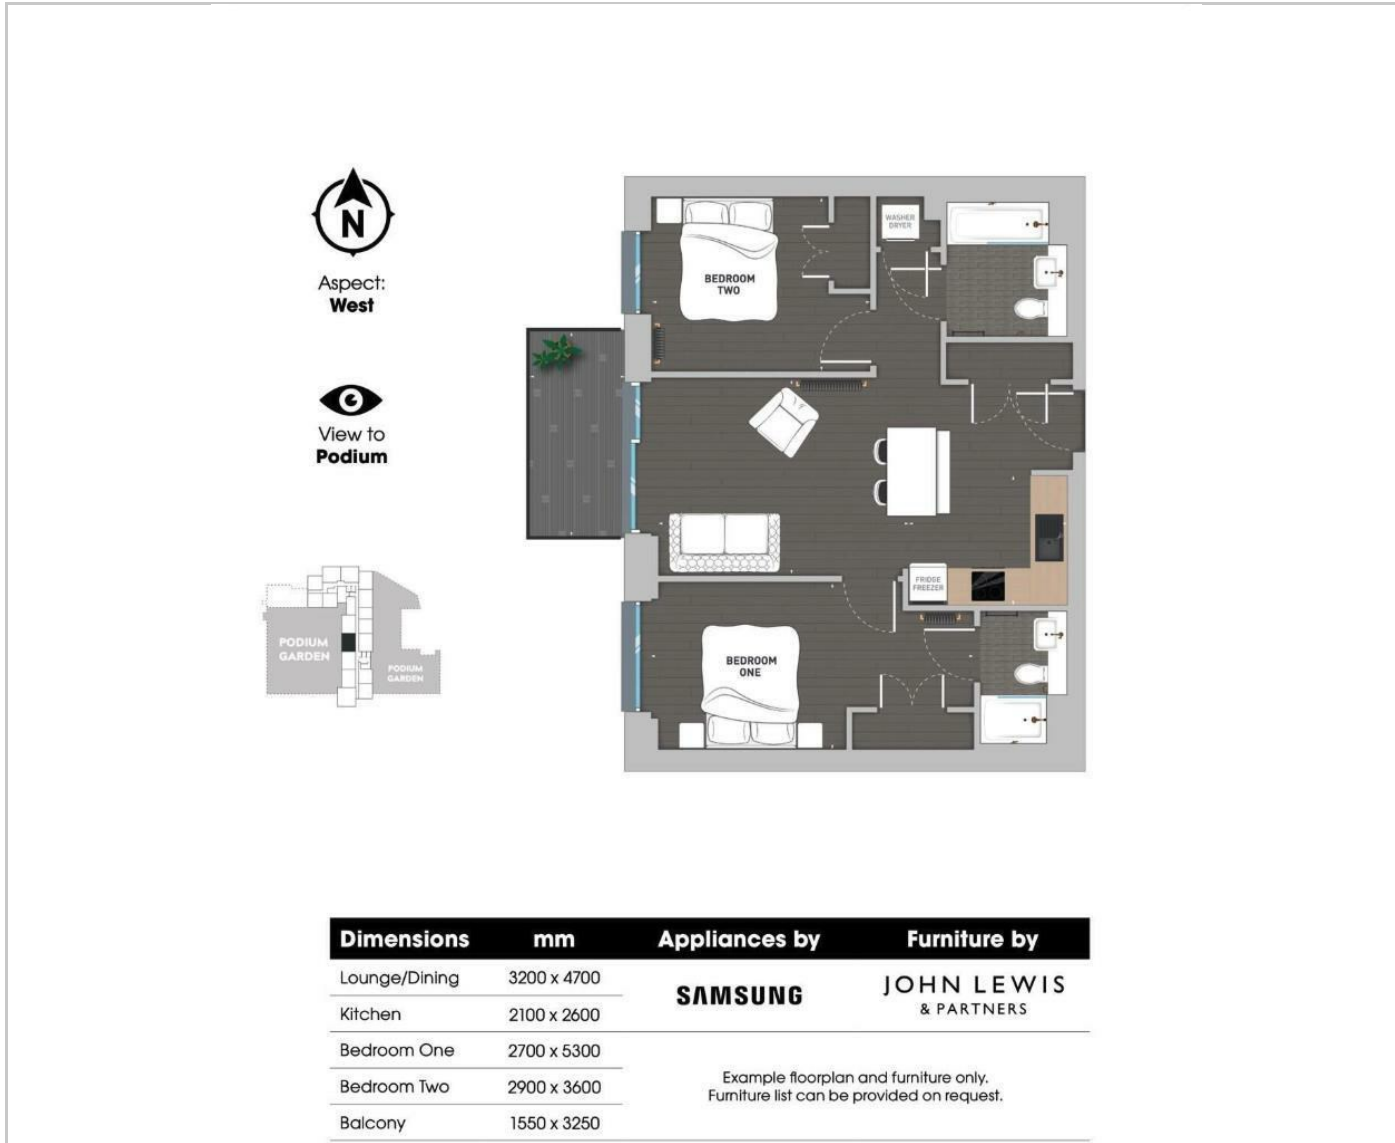 N
Aspect:
West
View to
Podium
PODIUM
GARDEN
PODIUM
GARDEN
BEDROOM
TWO
WASHER
DRYER
FRIDGE
FREEZER
BEDROOM
ONE
Dimensions mm Appliances by Furniture by
Lounge/Dining 3200 x 4700
Kitchen 2100 x 2600
Bedroom One 2700 x 5300
Bedroom Two 2900 x 3600
Balcony 1550 x 3250
SAMSUNG
JOHN LEWIS
& PARTNERS
Example floorplan and furniture only.
Furniture list can be provided on request.